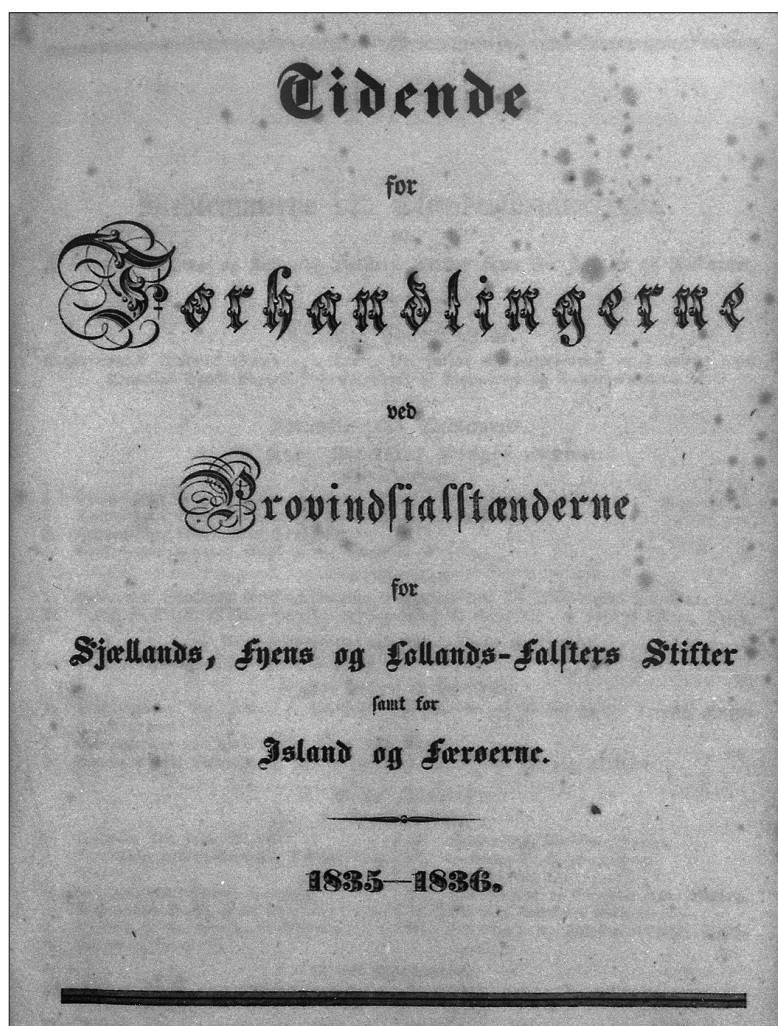 Tidende
for
Forhandlingerne
ved
Provindsialstænderne
for
Sjællands, Fyens og Lollands-Falsters Stifter
samt for
Island og Færøerne.
1835—1836.